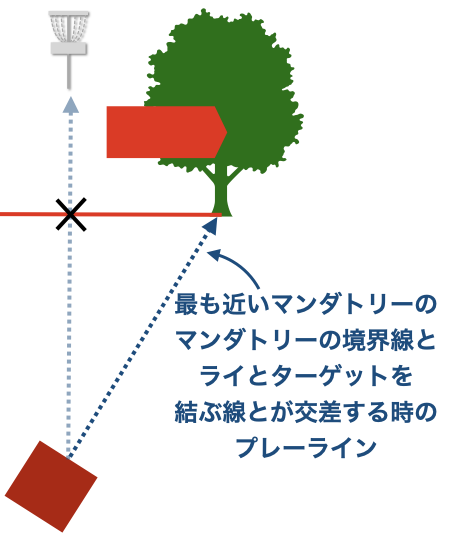 最も近いマンダトリーの
マンダトリーの境界線と
ライとターゲットを
結ぶ線とが交差する時の
プレーライン